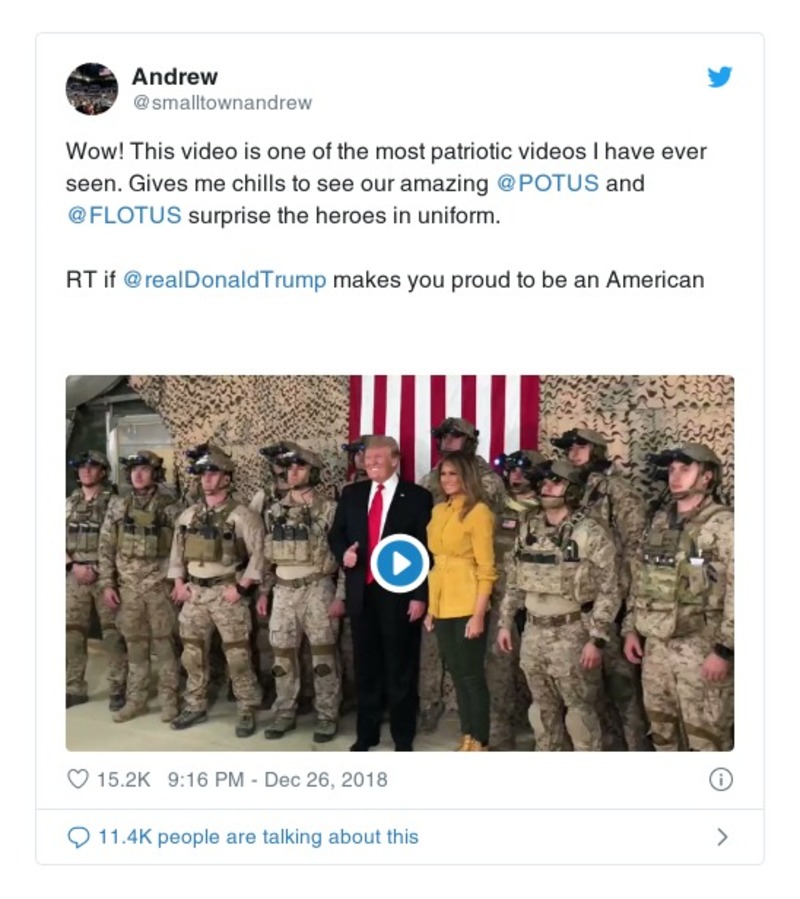 Andrew
@smalltownandrew
Wow! This video is one of the most patriotic videos I have ever
seen. Gives me chills to see our amazing @POTUS and
@FLOTUS surprise the heroes in uniform.
RT if @realDonaldTrump makes you proud to be an American
15.2K 9:16 PM - Dec 26, 2018
11.4K people are talking about this